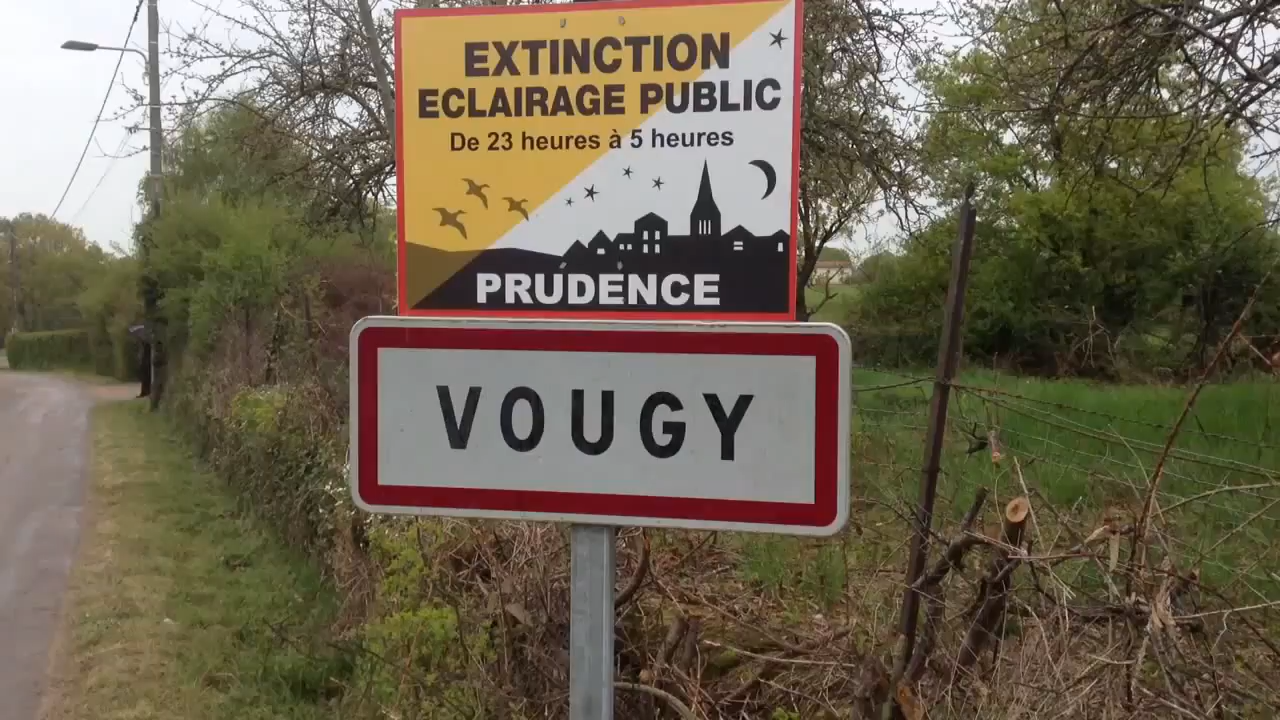 EXTINCTION
ECLAIRAGE PUBLIC
De 23 heures à 5 heures
PRUDENCE
VOUGY